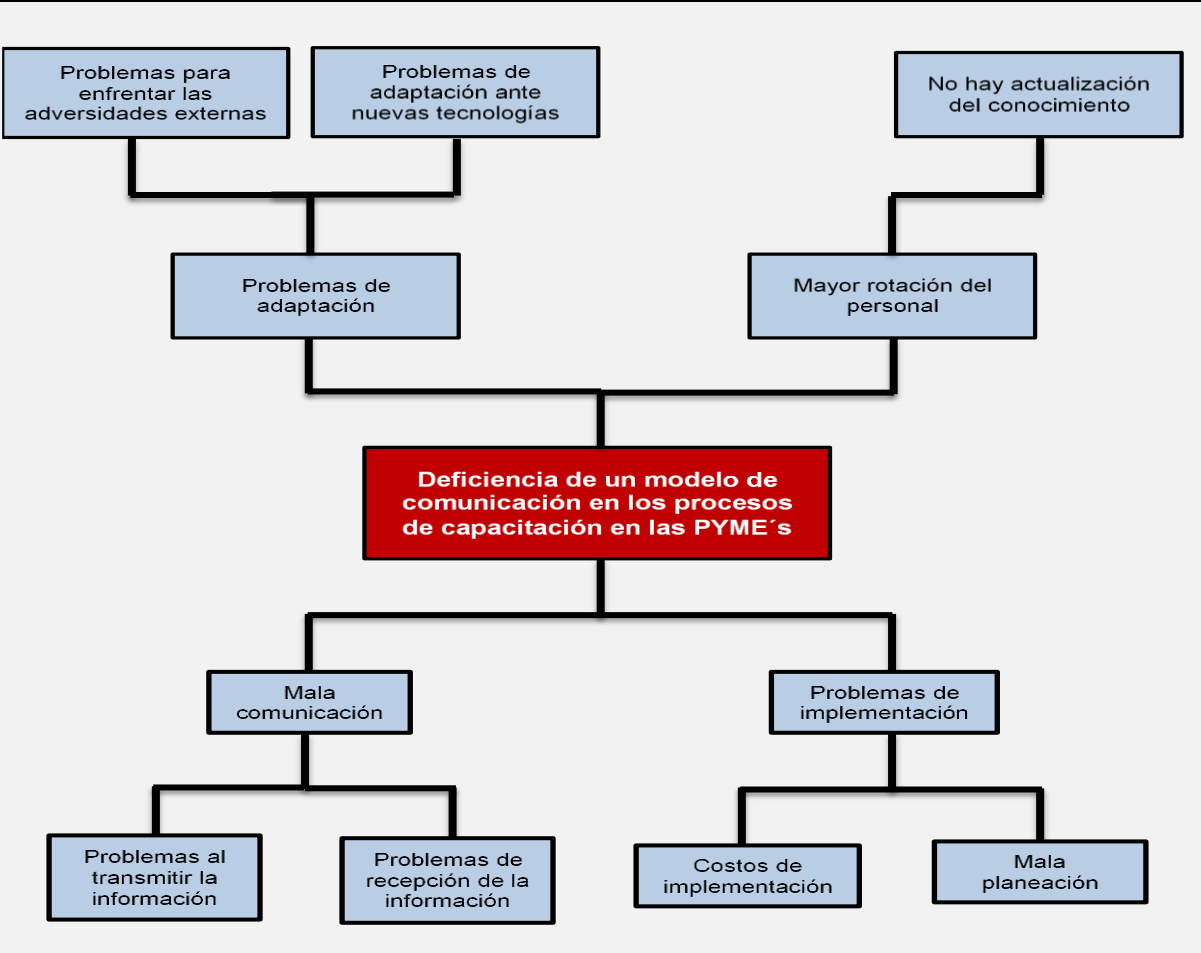 Problemas para
enfrentar las
adversidades externas
Problemas de
adaptación ante
nuevas tecnologías
No hay actualización
del conocimiento
Problemas de
adaptación
Mayor rotación del
personal
Deficiencia de un modelo de
comunicación en los procesos
de capacitación en las PYME´s
Mala
comunicación
Problemas de
implementación
Problemas al
transmitir la
información
Problemas de
recepción de la
información
Costos de
implementación
Mala
planeación